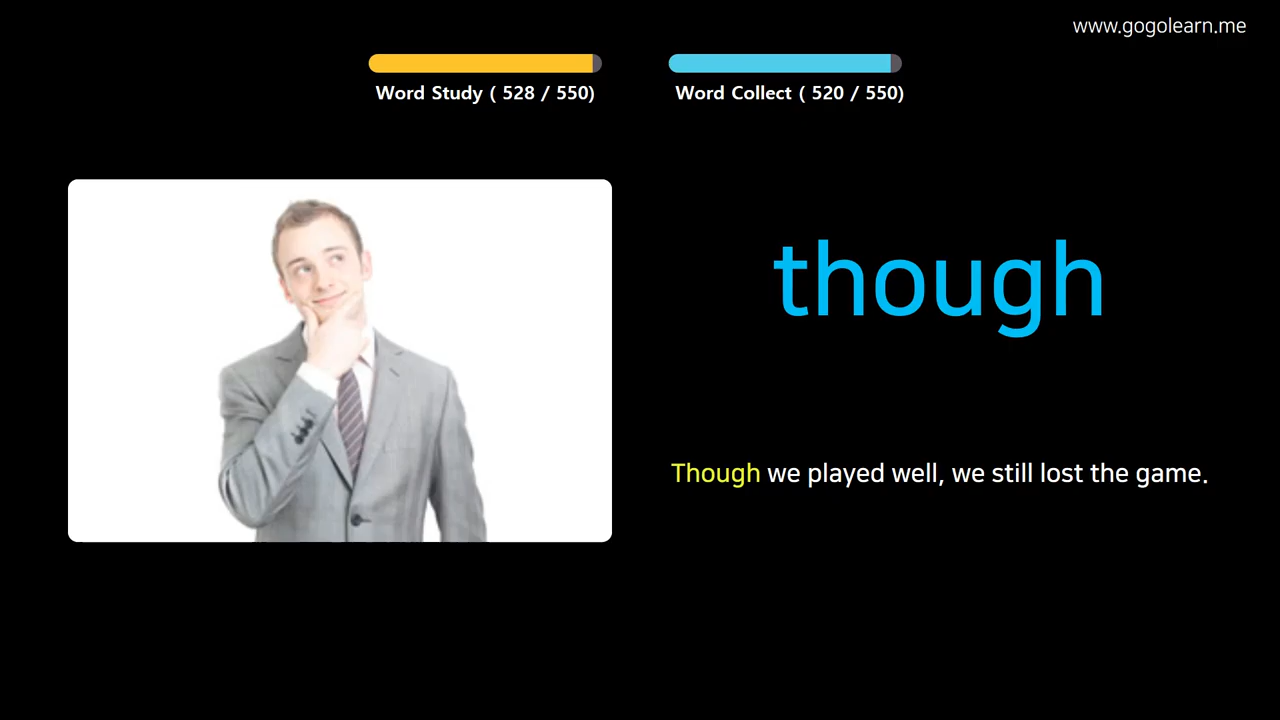 www.gogolearn.me
Word Study ( 528 / 550)
Word Collect ( 520 / 550)
though
Though we played well, we still lost the game.